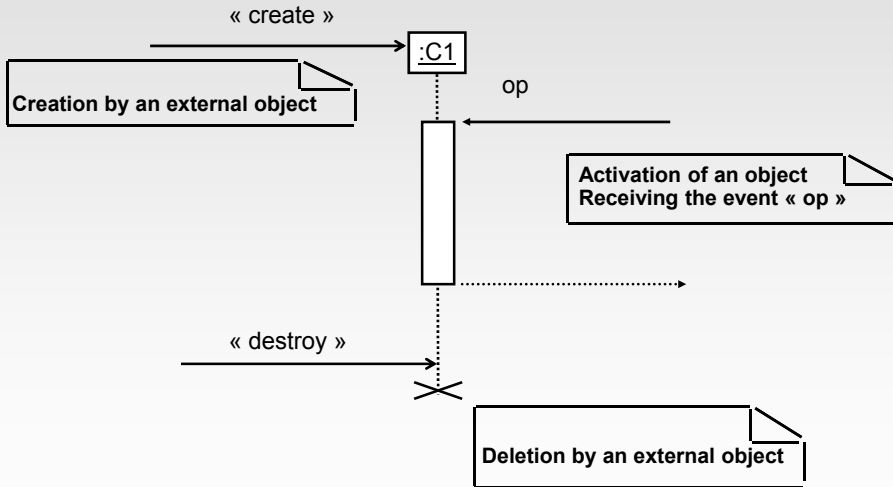 « create »
:C1
Creation by an external object
op
Activation of an object
Receiving the event « op »
« destroy »
Deletion by an external object